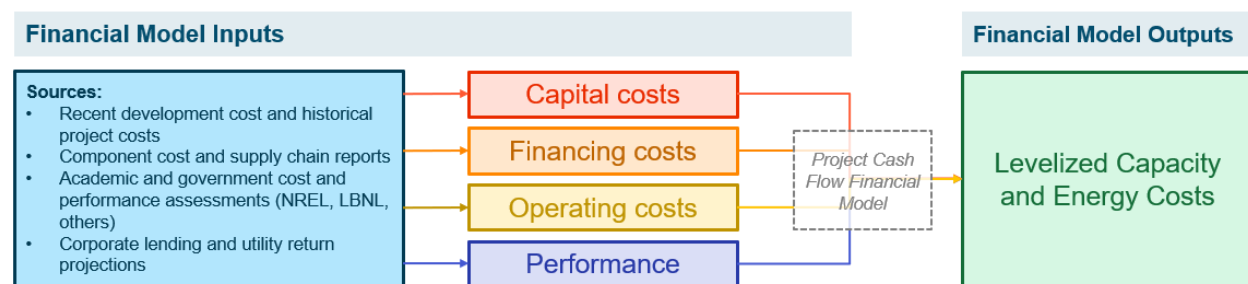 Financial Model Inputs
Financial Model Outputs
Sources:
• Recent development cost and historical
project costs
• Component cost and supply chain reports
• Academic and government cost and
performance assessments (NREL, LBNL,
others)
• Corporate lending and utility return
projections
Capital costs
Financing costs
Operating costs
Performance
Project Cash
Flow Financial
Model
Levelized Capacity
and Energy Costs